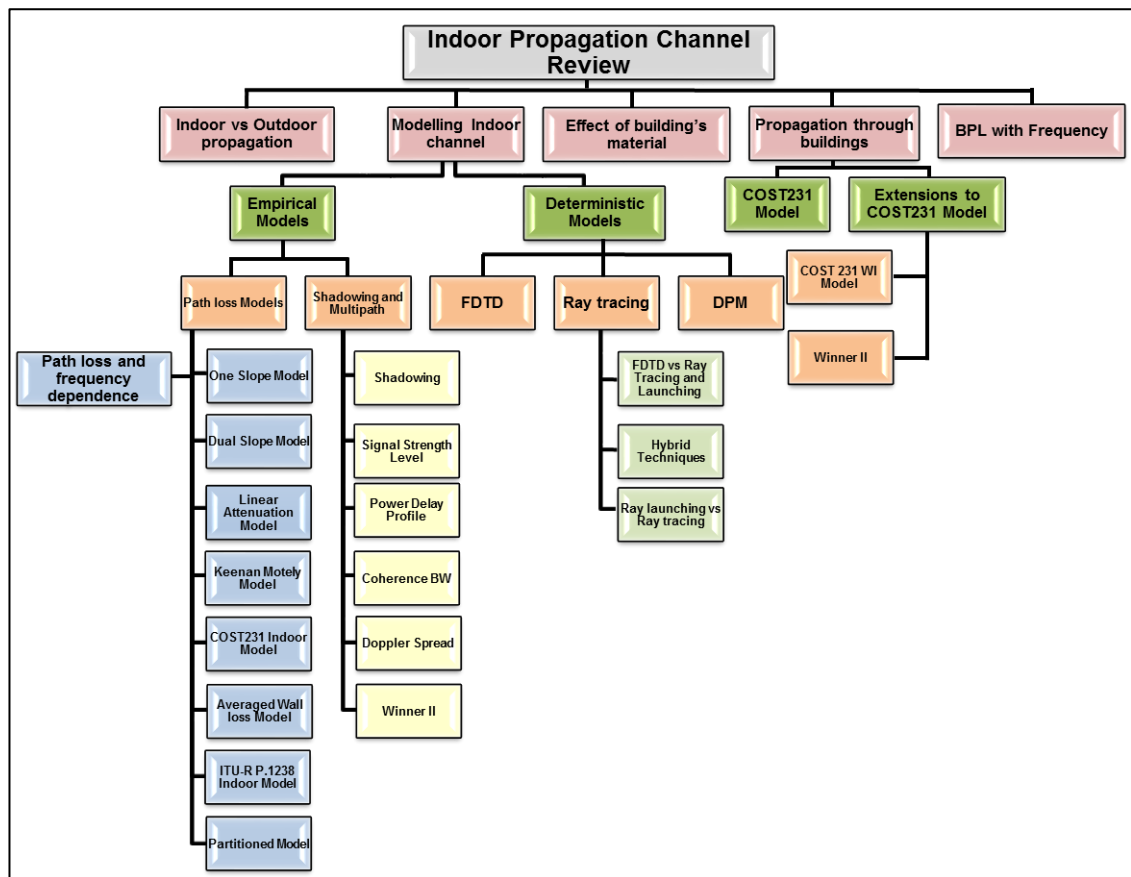 Indoor Propagation Channel
Review
Indoor vs Outdoor
propagation
Modelling Indoor
channel
Effect of building's
material
Propagation through
buildings
BPL with Frequency
Empirical
Models
Deterministic
Models
COST231
Model
Extensions to
COST231 Model
Path loss Models
Shadowing and
Multipath
FDTD
Ray tracing
DPM
COST 231 WI
Model
Winner II
Path loss and
frequency
dependence
One Slope Model
Dual Slope Model
Linear
Attenuation
Model
Keenan Motely
Model
COST231 Indoor
Model
Averaged Wall
loss Model
ITU-R P.1238
Indoor Model
Partitioned Model
Shadowing
Signal Strength
Level
Power Delay
Profile
Coherence BW
Doppler Spread
Winner II
FDTD vs Ray
Tracing and
Launching
Hybrid
Techniques
Ray launching vs
Ray tracing